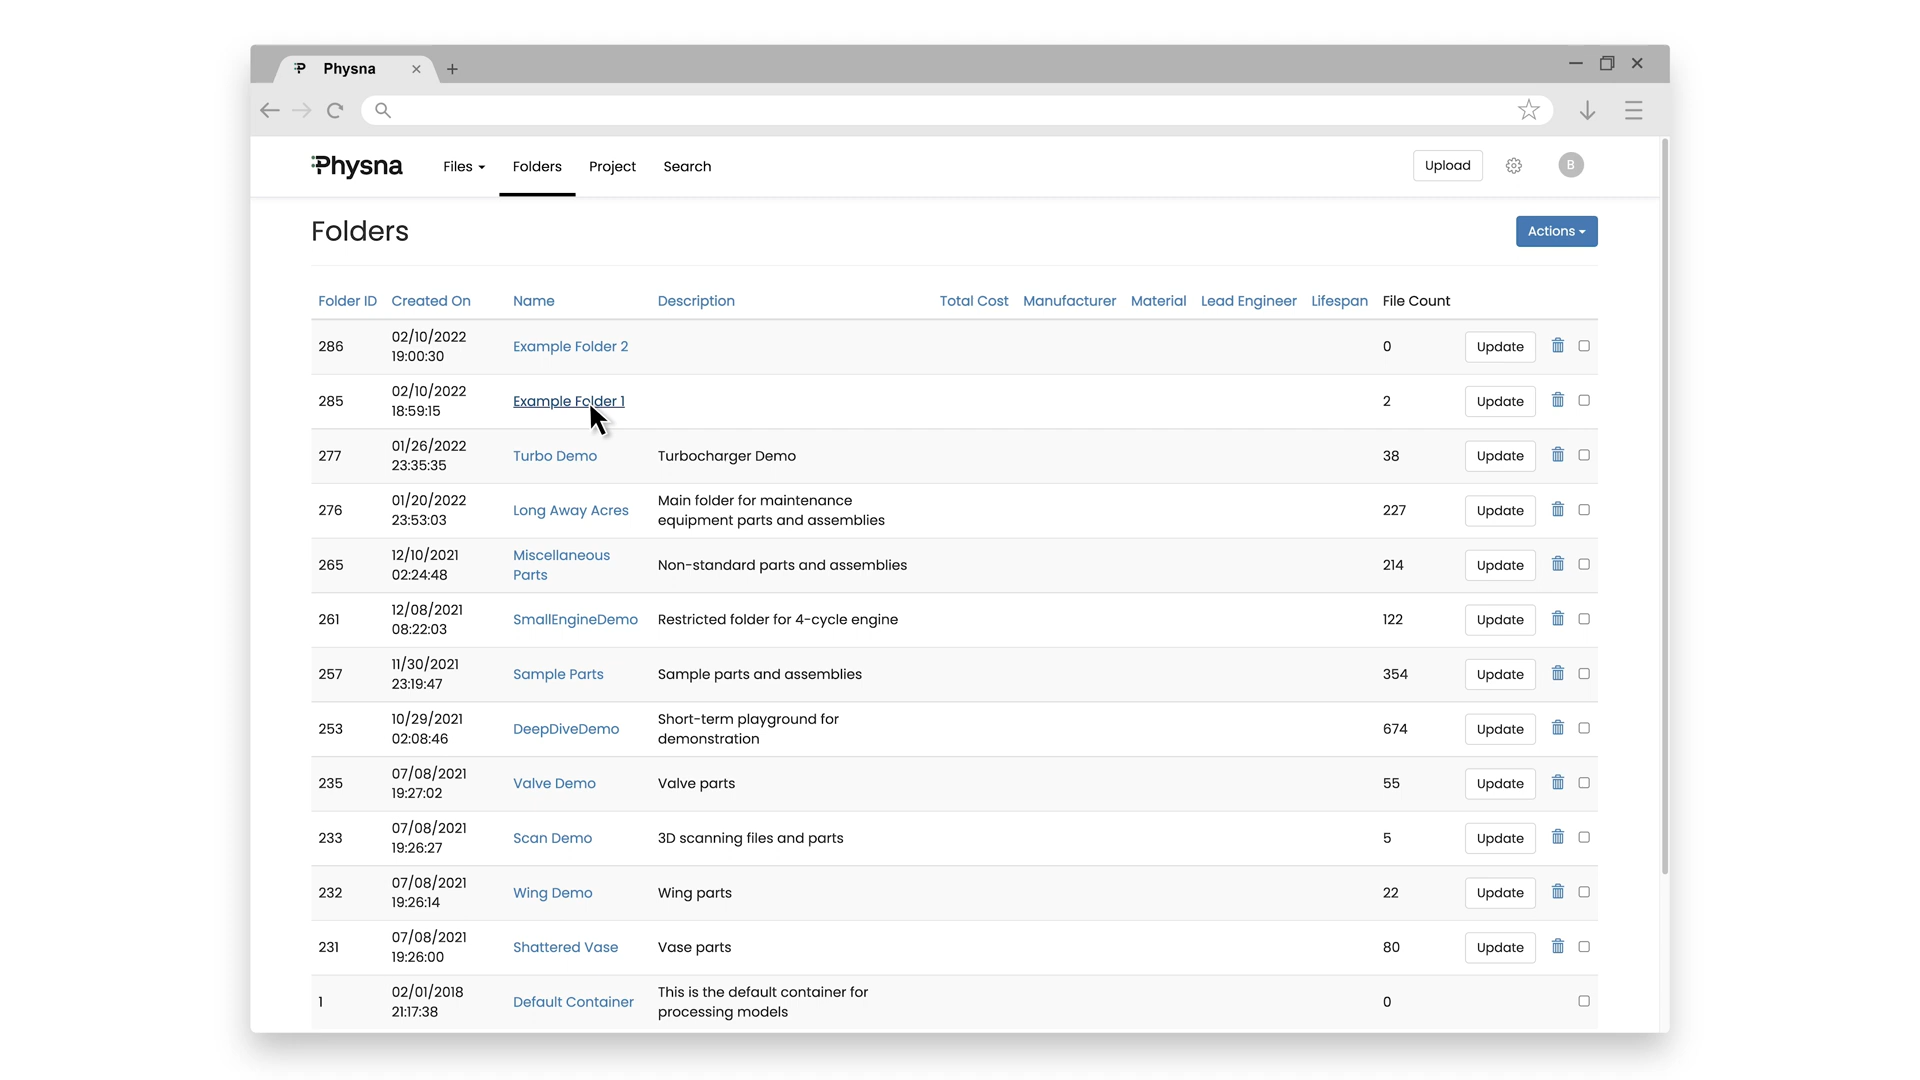 Physna
Physna Files Folders Project Search Upload B
Folders
Actions
Folder ID Created On Name Description Total Cost Manufacturer Material Lead Engineer Lifespan File Count
286 02/10/2022 19:00:30 Example Folder 2 0 Update
285 02/10/2022 18:59:15 Example Folder 1 2 Update
277 01/26/2022 23:35:35 Turbo Demo Turbocharger Demo 38 Update
276 01/20/2022 23:53:03 Long Away Acres Main folder for maintenance equipment parts and assemblies 227 Update
265 12/10/2021 02:24:48 Miscellaneous Parts Non-standard parts and assemblies 214 Update
261 12/08/2021 08:22:03 SmallEngineDemo Restricted folder for 4-cycle engine 122 Update
257 11/30/2021 23:19:47 Sample Parts Sample parts and assemblies 354 Update
253 10/29/2021 02:08:46 DeepDiveDemo Short-term playground for demonstration 674 Update
235 07/08/2021 19:27:02 Valve Demo Valve parts 55 Update
233 07/08/2021 19:26:27 Scan Demo 3D scanning files and parts 5 Update
232 07/08/2021 19:26:14 Wing Demo Wing parts 22 Update
231 07/08/2021 19:26:00 Shattered Vase Vase parts 80 Update
1 02/01/2018 21:17:38 Default Container This is the default container for processing models 0